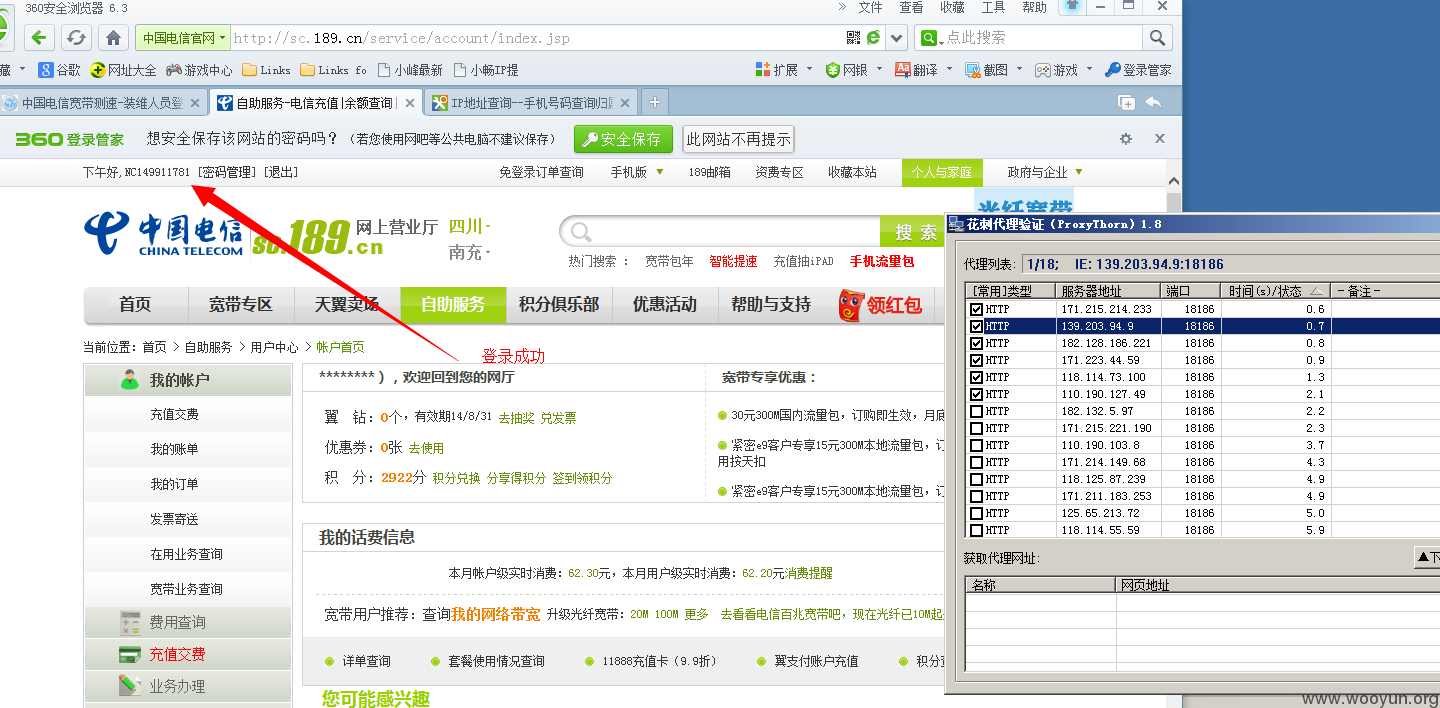 360安全浏览器 6.3
» 文件 查看 收藏 工具 帮助
中国电信官网 http://sc.189.cn/service/account/index.jsp
点此搜索
藏 谷歌 网址大全 游戏中心 Links Links fo 小峰最新 小畅IP提
扩展 网银 翻译 截图 游戏 登录管家
中国电信宽带测速-装维人员登 自助服务-电信充值|余额查询| IP地址查询--手机号码查询归
360 登录管家 想安全保存该网站的密码吗？（若您使用网吧等公共电脑不建议保存） 安全保存 此网站不再提示
下午好,NC149911781 [密码管理] [退出]
免登录订单查询 手机版 189邮箱 资费专区 收藏本站 个人与家庭 政府与企业
光纤宽带
中国电信
CHINA TELECOM
sc.189.cn
网上营业厅
四川
南充
搜 索
热门搜索 ： 宽带包年 智能提速 充值抽iPAD 手机流量包
首页 宽带专区 天翼卖场 自助服务 积分俱乐部 优惠活动 帮助与支持 领红包
当前位置: 首页 > 自助服务 > 用户中心 > 帐户首页
登录成功
我的帐户
充值交费
我的账单
我的订单
发票寄送
在用业务查询
宽带业务查询
费用查询
充值交费
业务办理
********），欢迎回到您的网厅
翼 钻：0个，有效期14/8/31 去抽奖 兑发票
优惠券：0张 去使用
积 分：2922分 积分兑换 分享得积分 签到领积分
宽带专享优惠：
30元300M国内流量包，订购即生效，月底
紧密e9客户专享15元300M本地流量包，订
用按天扣
紧密e9客户专享15元300M本地流量包，订
我的话费信息
本月帐户级实时消费：62.30元，本月用户级实时消费：62.20元消费提醒
宽带用户推荐：查询我的网络带宽 升级光纤宽带：20M 100M 更多 去看看电信百兆宽带吧，现在光纤已10M起
详单查询 套餐使用情况查询 11888充值卡（9.9折） 翼支付账户充值 积分
您可能感兴趣
花刺代理验证（ProxyThorn）1.8
代理列表: 1/18; IE: 139.203.94.9:18186
[常用]类型 服务器地址 端口 时间(s)/状态 -备注-
HTTP 171.215.214.233 18186 0.6
HTTP 139.203.94.9 18186 0.7
HTTP 182.128.186.221 18186 0.8
HTTP 171.223.44.59 18186 0.9
HTTP 118.114.73.100 18186 1.3
HTTP 110.190.127.49 18186 2.1
HTTP 182.132.5.97 18186 2.2
HTTP 171.215.221.190 18186 2.3
HTTP 110.190.103.8 18186 3.7
HTTP 171.214.149.68 18186 4.3
HTTP 118.125.87.239 18186 4.9
HTTP 171.211.183.253 18186 4.9
HTTP 125.65.213.72 18186 5.0
HTTP 118.114.55.59 18186 5.9
获取代理网址:
▲下
名称 网页地址
www.wooyun.org